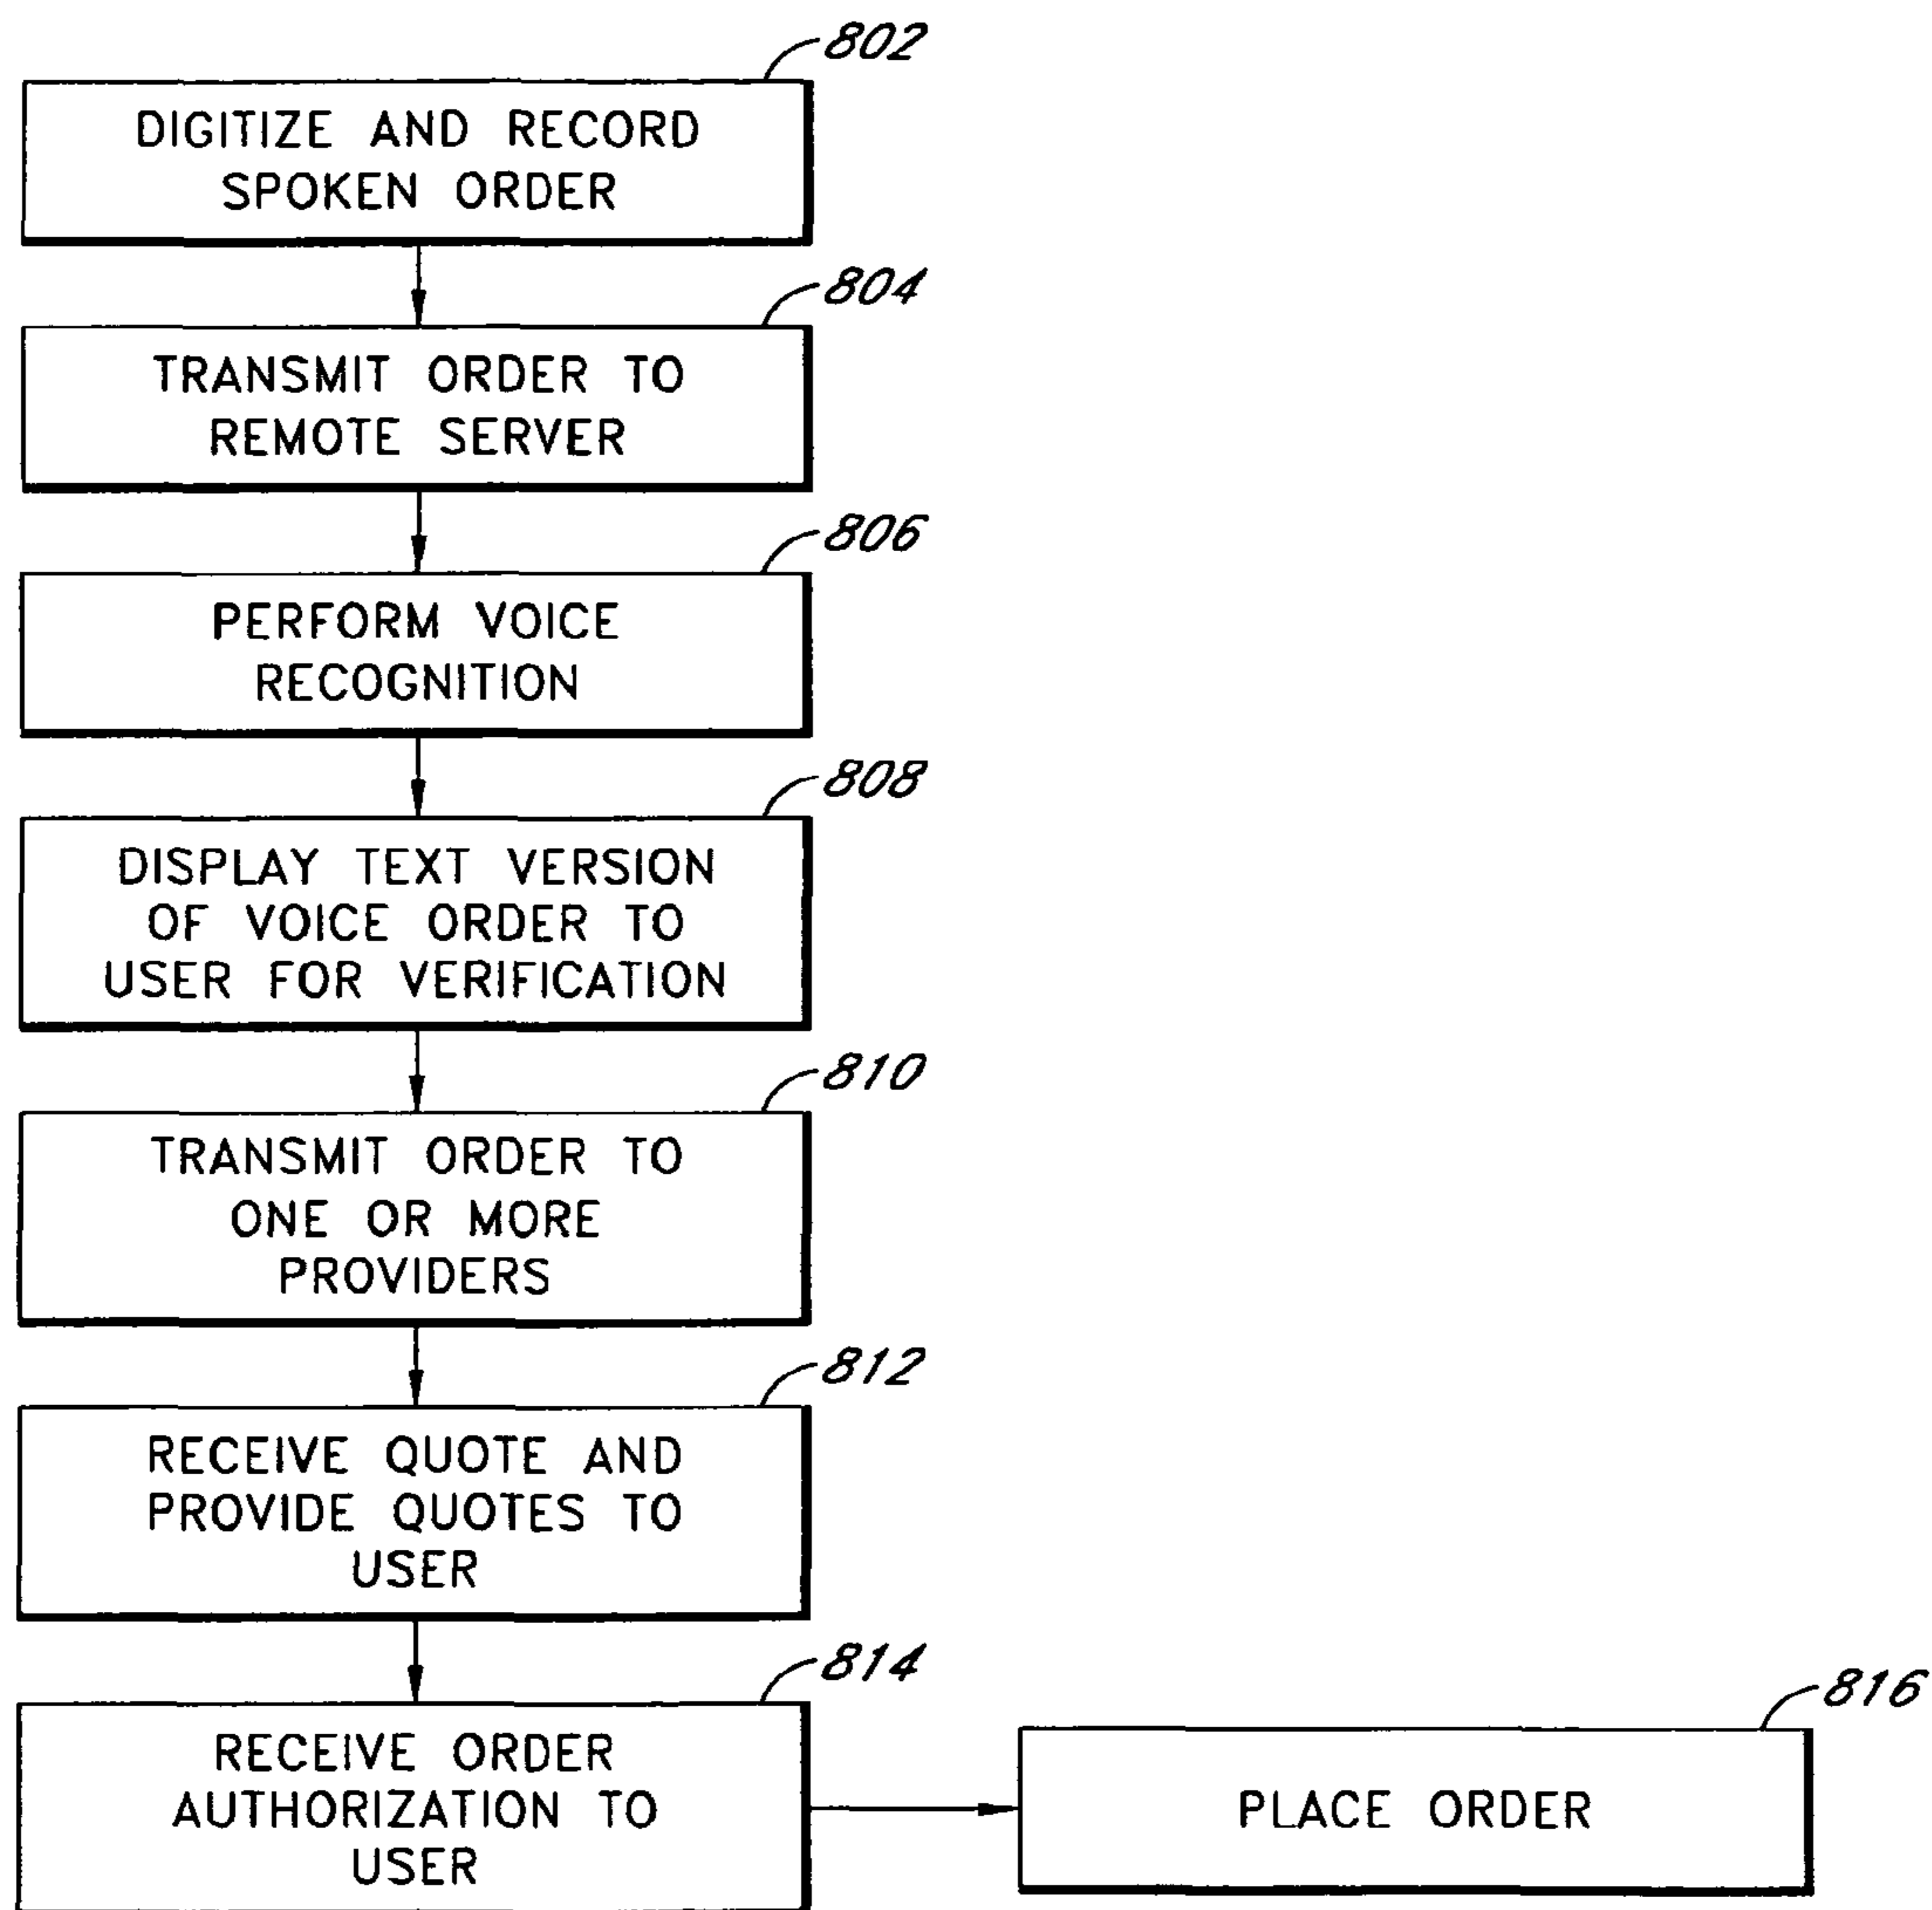 802
DIGITIZE AND RECORD
SPOKEN ORDER
804
TRANSMIT ORDER TO
REMOTE SERVER
806
PERFORM VOICE
RECOGNITION
808
DISPLAY TEXT VERSION
OF VOICE ORDER TO
USER FOR VERIFICATION
810
TRANSMIT ORDER TO
ONE OR MORE
PROVIDERS
812
RECEIVE QUOTE AND
PROVIDE QUOTES TO
USER
814
RECEIVE ORDER
AUTHORIZATION TO
USER
816
PLACE ORDER